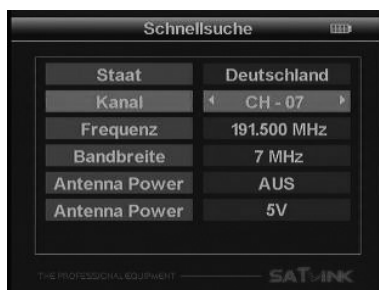 Schnellsuche
Staat Deutschland
Kanal CH - 07
Frequenz 191.500 MHz
Bandbreite 7 MHz
Antenna Power AUS
Antenna Power 5V
THE PROFESSIONAL EQUIPMENT SATLINK